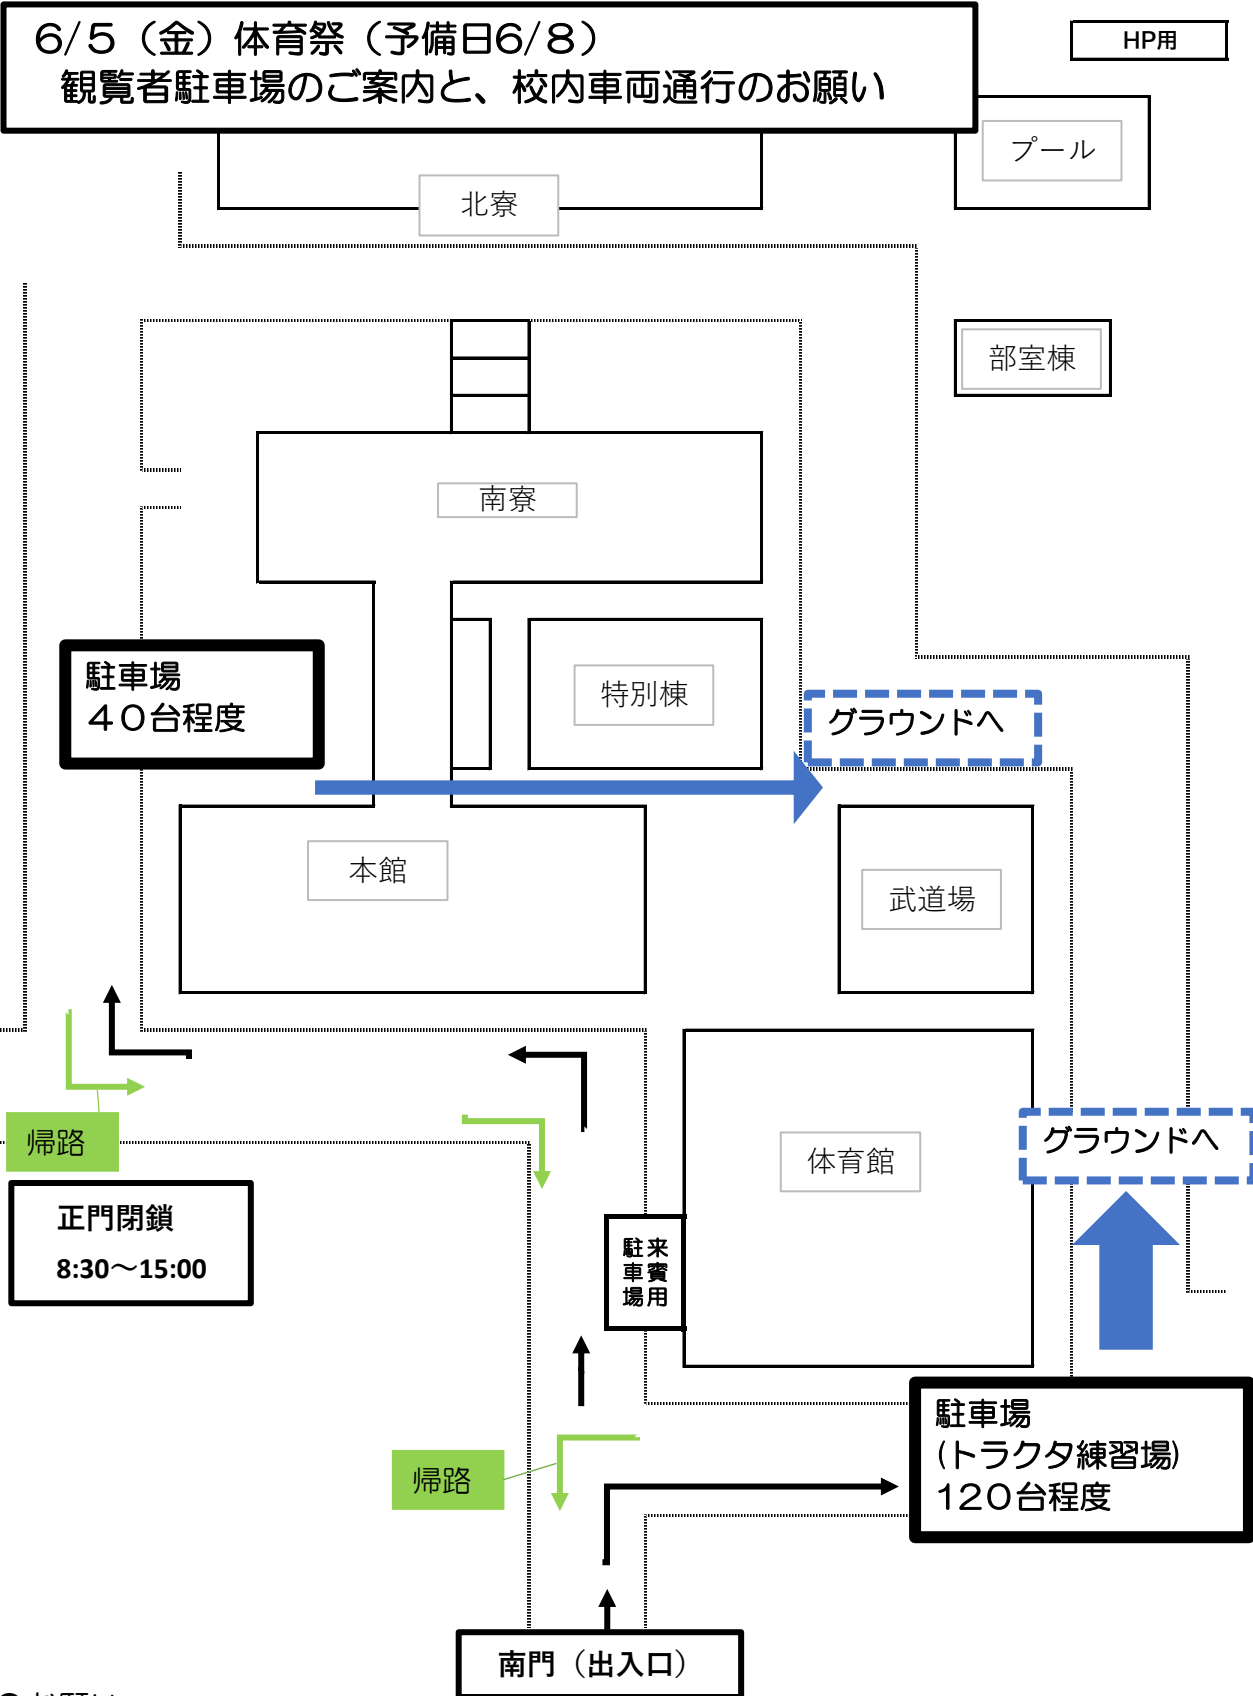 6/5（金）体育祭（予備日6/8）
観覧者駐車場のご案内と、校内車両通行のお願い
HP用
プール
北寮
部室棟
南寮
駐車場
40台程度
特別棟
グラウンドへ
本館
武道場
帰路
グラウンドへ
体育館
正門閉鎖
8:30～15:00
来賓用
駐車場
駐車場
(トラクタ練習場)
120台程度
帰路
南門（出入口）